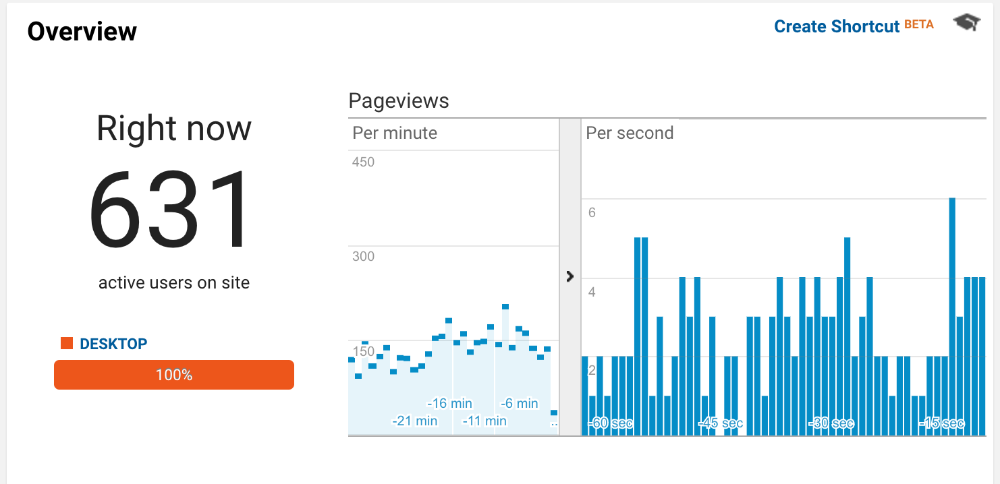 Overview
Create Shortcut BETA
Right now
631
active users on site
DESKTOP
100%
Pageviews
Per minute
450
300
150
-16 min
-6 min
-21 min
-11 min
..
Per second
6
4
2
-60 sec
-45 sec
-30 sec
-15 sec